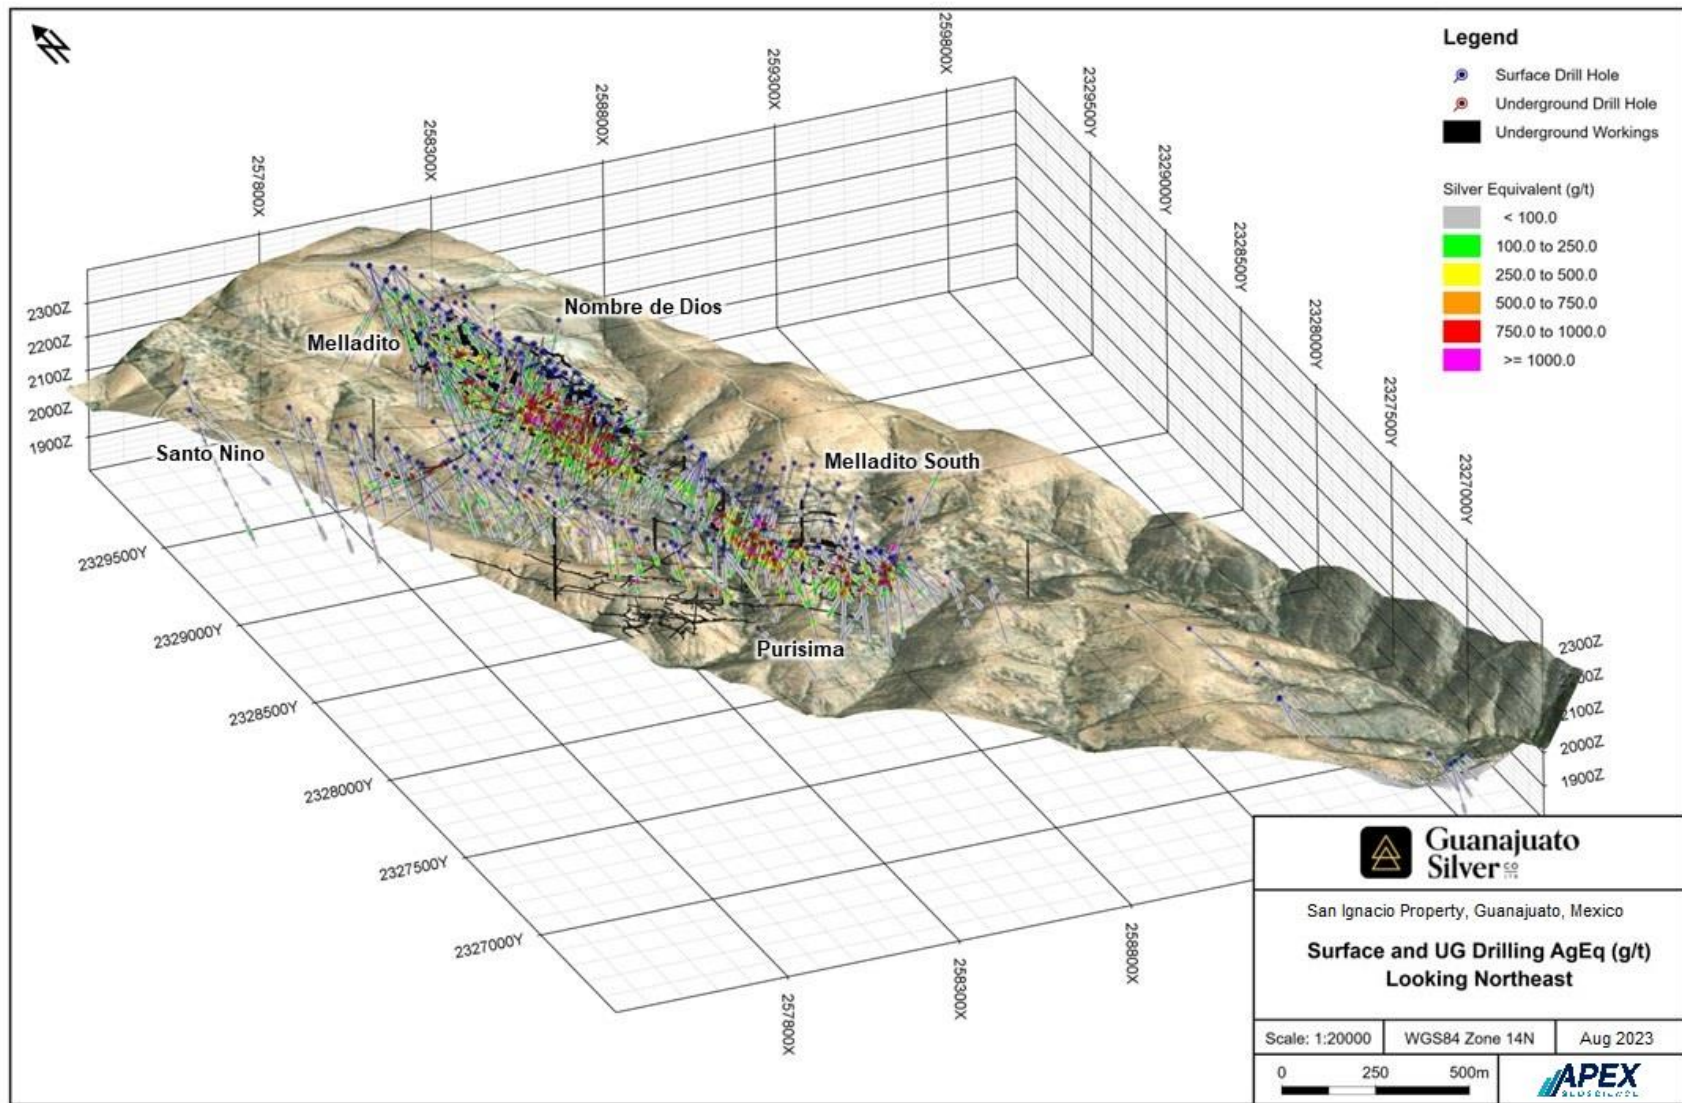 259800X
259300X
258800X
258300X
257800X
2329500Y
2329000Y
2328500Y
2328000Y
2327500Y
2327000Y
Legend
Surface Drill Hole
Underground Drill Hole
Underground Workings
Silver Equivalent (g/t)
< 100.0
100.0 to 250.0
250.0 to 500.0
500.0 to 750.0
750.0 to 1000.0
>= 1000.0
2300Z
2200Z
2100Z
2000Z
1900Z
Nombre de Dios
Melladito
Santo Nino
Melladito South
Purisima
2329500Y
2329000Y
2328500Y
2328000Y
2327500Y
2327000Y
257800X
258300X
258800X
2300Z
2100Z
2000Z
1900Z
Guanajuato
Silver CO
LTD
San Ignacio Property, Guanajuato, Mexico
Surface and UG Drilling AgEq (g/t)
Looking Northeast
Scale: 1:20000
WGS84 Zone 14N
Aug 2023
0 250 500m
APEX